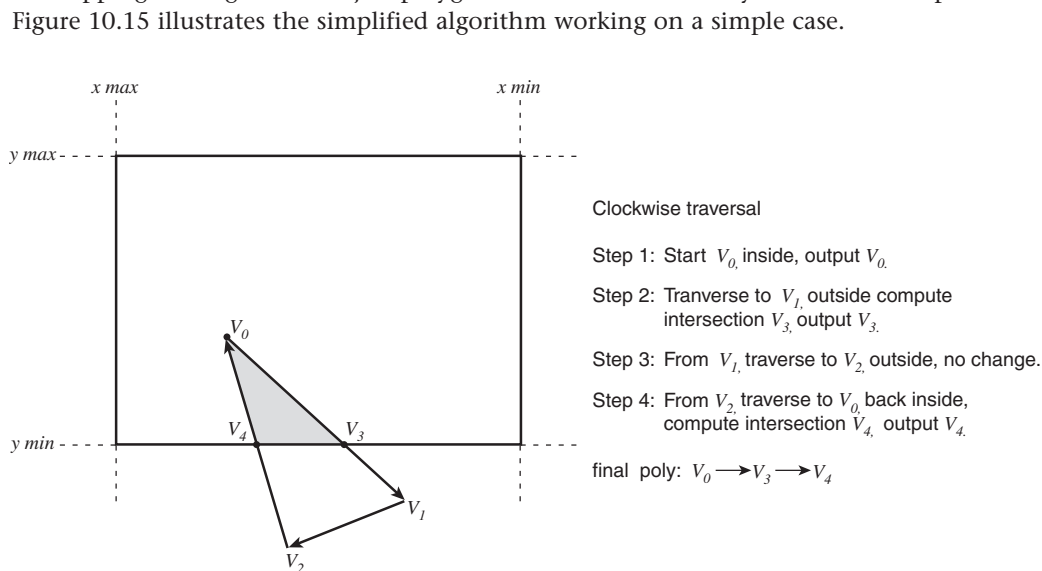 Figure 10.15 illustrates the simplified algorithm working on a simple case.
x max
x min
y max
y min
V0
V4
V3
V1
V2
Clockwise traversal
Step 1: Start V0, inside, output V0.
Step 2: Tranverse to V1, outside compute
intersection V3, output V3.
Step 3: From V1, traverse to V2, outside, no change.
Step 4: From V2, traverse to V0, back inside,
compute intersection V4, output V4.
final poly: V0 → V3 → V4